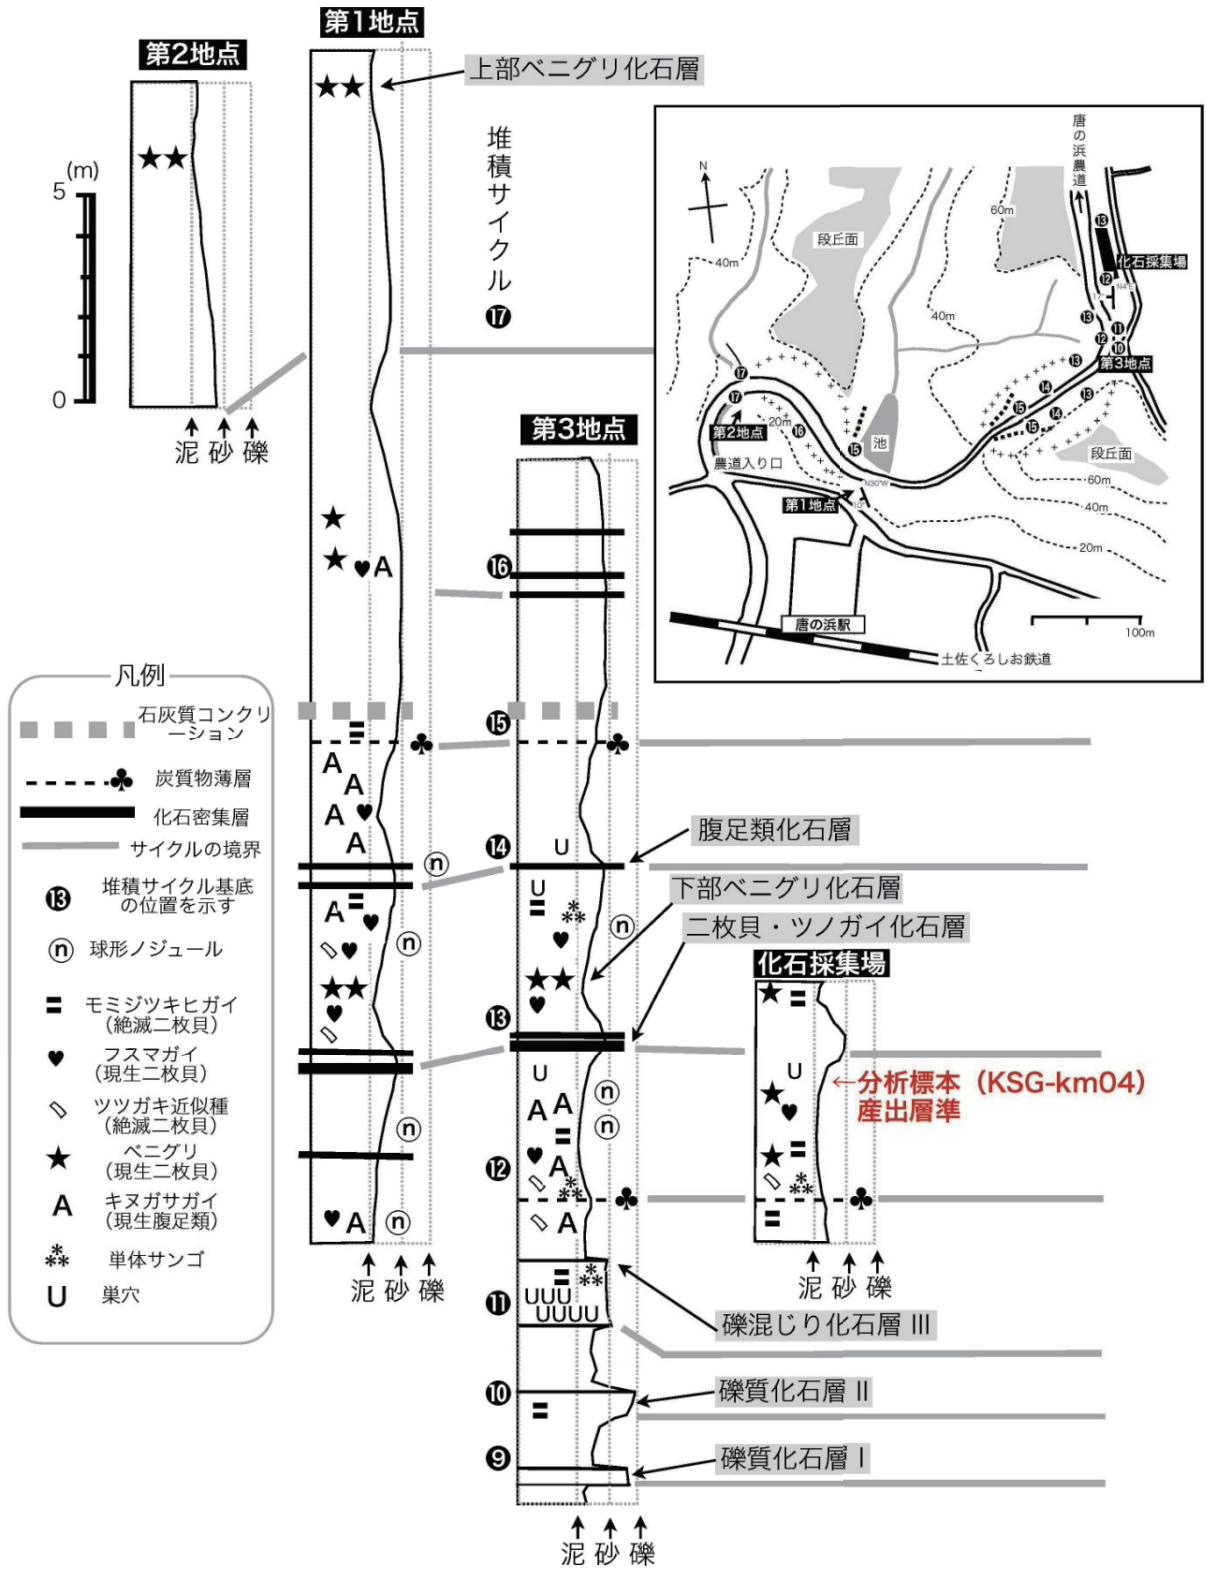 第1地点
第2地点
上部ベニグリ化石層
堆積サイクル
⓱
(m)
5
0
泥 砂 礫
第3地点
⓰
⓯
⓮
⓭
⓬
⓫
❿
❾
ⓝ
ⓝ
ⓝ
ⓝ
ⓝ
ⓝ
ⓝ
A
A
A
A
A
A
A
U
U
U
A A
A
A
UUU
UUUU
U
腹足類化石層
下部ベニグリ化石層
二枚貝・ツノガイ化石層
化石採集場
←分析標本（KSG-km04）
産出層準
泥 砂 礫
泥 砂 礫
礫混じり化石層 III
礫質化石層 II
礫質化石層 I
泥 砂 礫
凡例
石灰質コンクリ
ーション
炭質物薄層
化石密集層
サイクルの境界
⓭ 堆積サイクル基底
の位置を示す
ⓝ 球形ノジュール
モミジツキヒガイ
（絶滅二枚貝）
フスマガイ
（現生二枚貝）
ツツガキ近似種
（絶滅二枚貝）
ベニグリ
（現生二枚貝）
A キヌガサガイ
（現生腹足類）
単体サンゴ
U 巣穴
N
唐の浜農道
60m
段丘面
40m
⓭
化石採集場
⓬
N4°E
17°
40m
⓭
⓫
⓬
❿
第3地点
⓭
⓮
⓭
⓯
⓮
⓯
⓱
⓱
20m
⓰
⓯
池
第2地点
農道入り口
N30°W
第1地点
10°
段丘面
60m
40m
20m
唐の浜駅
100m
土佐くろしお鉄道